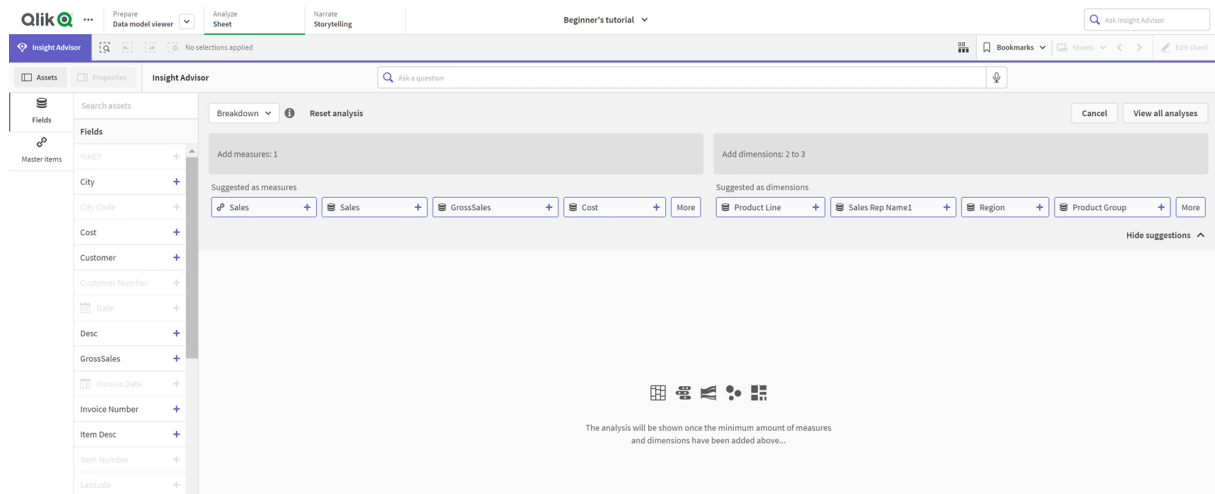 Qlik
Prepare
Data model viewer
Analyze
Sheet
Narrate
Storytelling
Beginner's tutorial
Ask Insight Advisor
Insight Advisor
No selections applied
Bookmarks
Sheets
Edit sheet
Assets
Properties
Insight Advisor
Ask a question
Fields
Master items
Search assets
Fields
%KEY
City
City Code
Cost
Customer
Customer Number
Date
Desc
GrossSales
Invoice Date
Invoice Number
Item Desc
Item Number
Latitude
Breakdown
Reset analysis
Cancel
View all analyses
Add measures: 1
Add dimensions: 2 to 3
Suggested as measures
Sales
Sales
GrossSales
Cost
More
Suggested as dimensions
Product Line
Sales Rep Name1
Region
Product Group
More
Hide suggestions
The analysis will be shown once the minimum amount of measures
and dimensions have been added above...